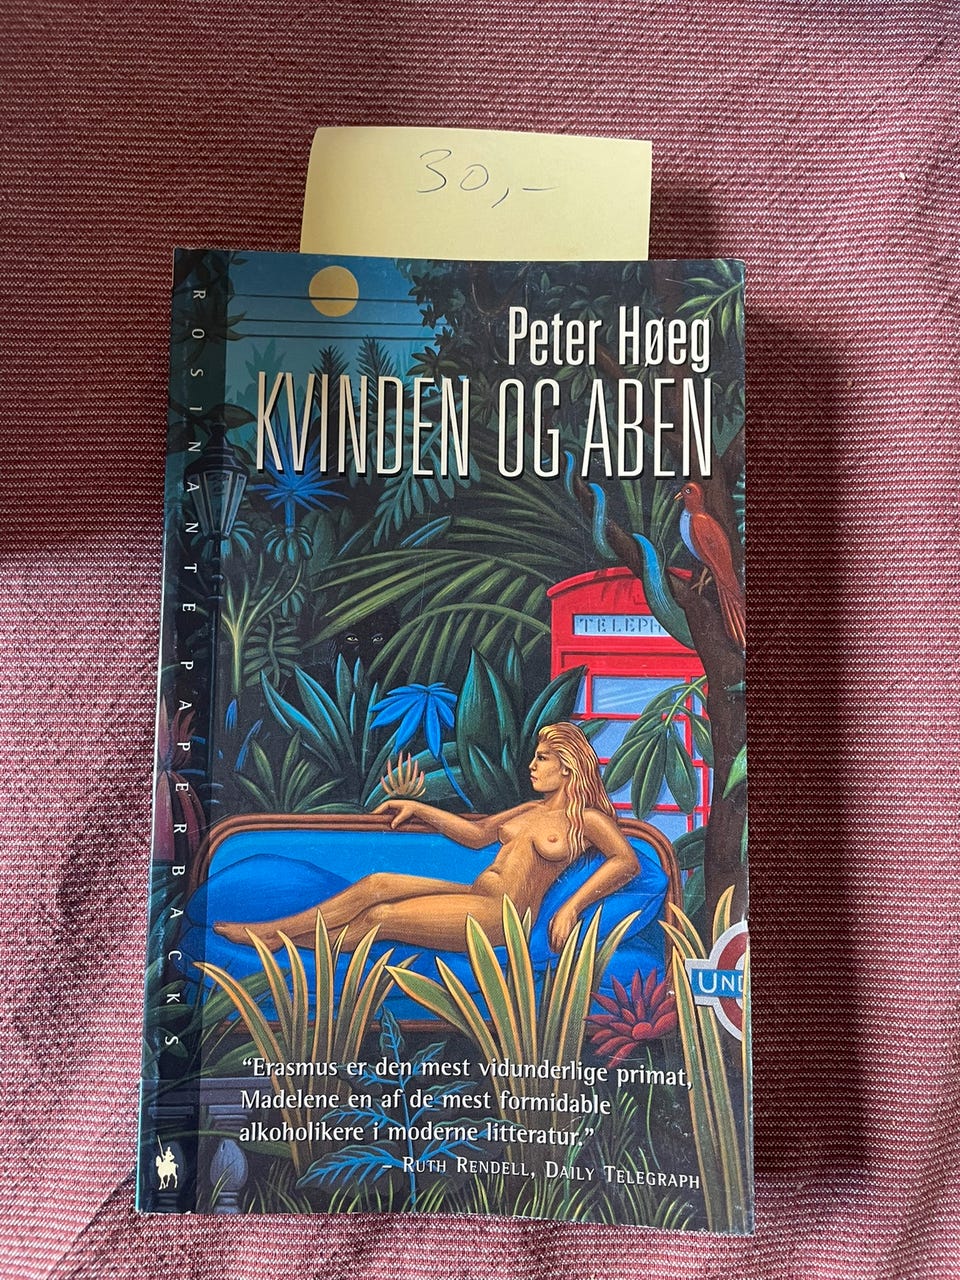 30,-
ROSINANTE PAPERBACKS
Peter Høeg
KVINDEN OG ABEN
TELEPH
UND
“Erasmus er den mest vidunderlige primat,
Madelene en af de mest formidable
alkoholikere i moderne litteratur.”
– RUTH RENDELL, DAILY TELEGRAPH